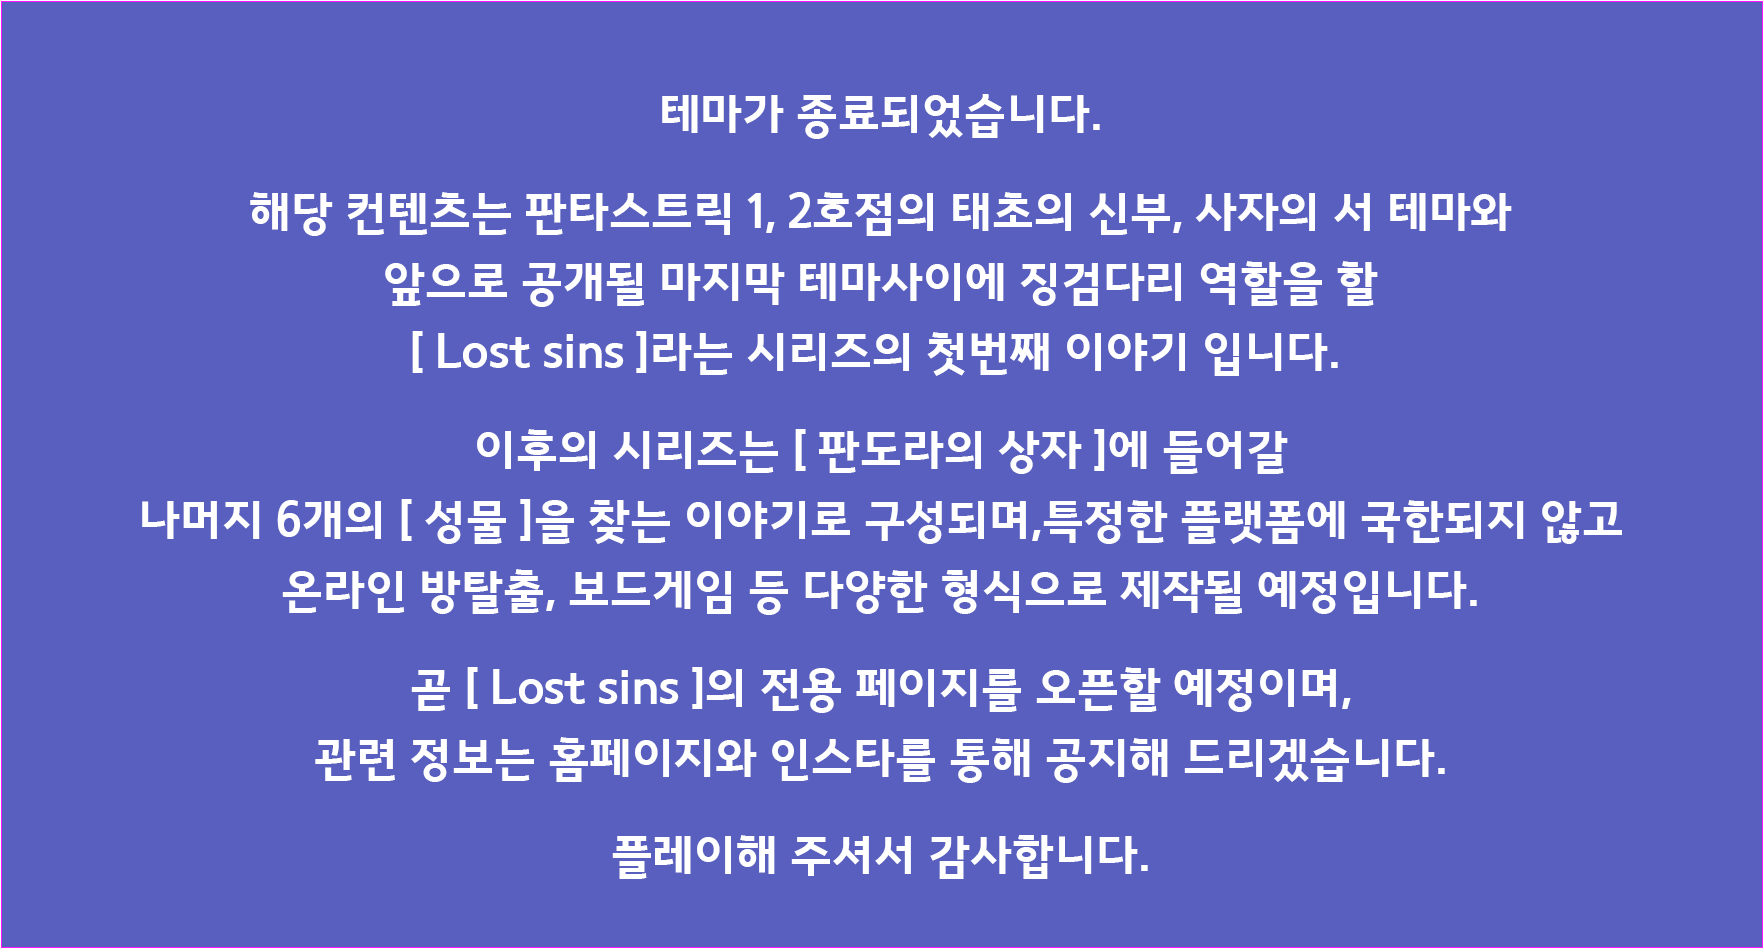 테마가 종료되었습니다.
해당 컨텐츠는 판타스트릭 1, 2호점의 태초의 신부, 사자의 서 테마와
앞으로 공개될 마지막 테마사이에 징검다리 역할을 할
[ Lost sins ]라는 시리즈의 첫번째 이야기 입니다.
이후의 시리즈는 [ 판도라의 상자 ]에 들어갈
나머지 6개의 [ 성물 ]을 찾는 이야기로 구성되며,특정한 플랫폼에 국한되지 않고
온라인 방탈출, 보드게임 등 다양한 형식으로 제작될 예정입니다.
곧 [ Lost sins ]의 전용 페이지를 오픈할 예정이며,
관련 정보는 홈페이지와 인스타를 통해 공지해 드리겠습니다.
플레이해 주셔서 감사합니다.